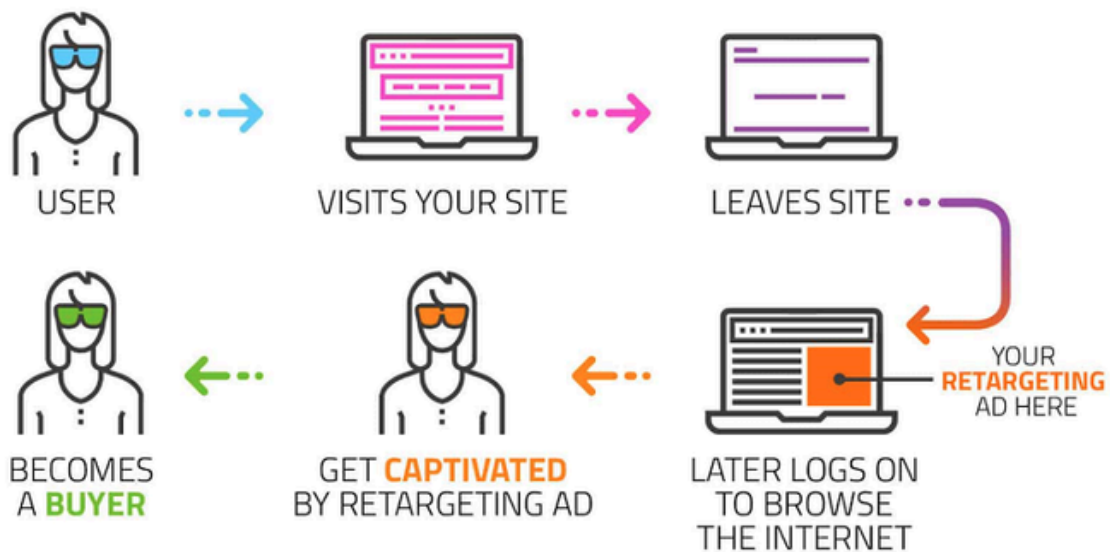 USER
VISITS YOUR SITE
LEAVES SITE
YOUR
RETARGETING
AD HERE
LATER LOGS ON
TO BROWSE
THE INTERNET
GET CAPTIVATED
BY RETARGETING AD
BECOMES
A BUYER